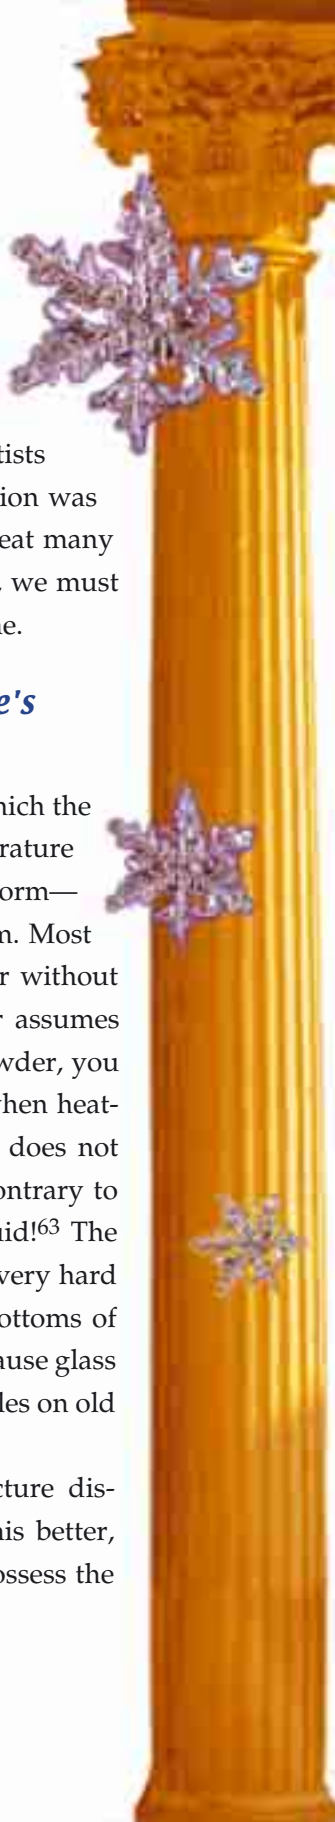 tists
ion was
eat many
, we must
ne.
e's
hich the
rature
orm—
m. Most
r without
r assumes
wder, you
when heat-
does not
ontrary to
uid!63 The
very hard
ottoms of
ause glass
les on old
cture dis-
his better,
ossess the